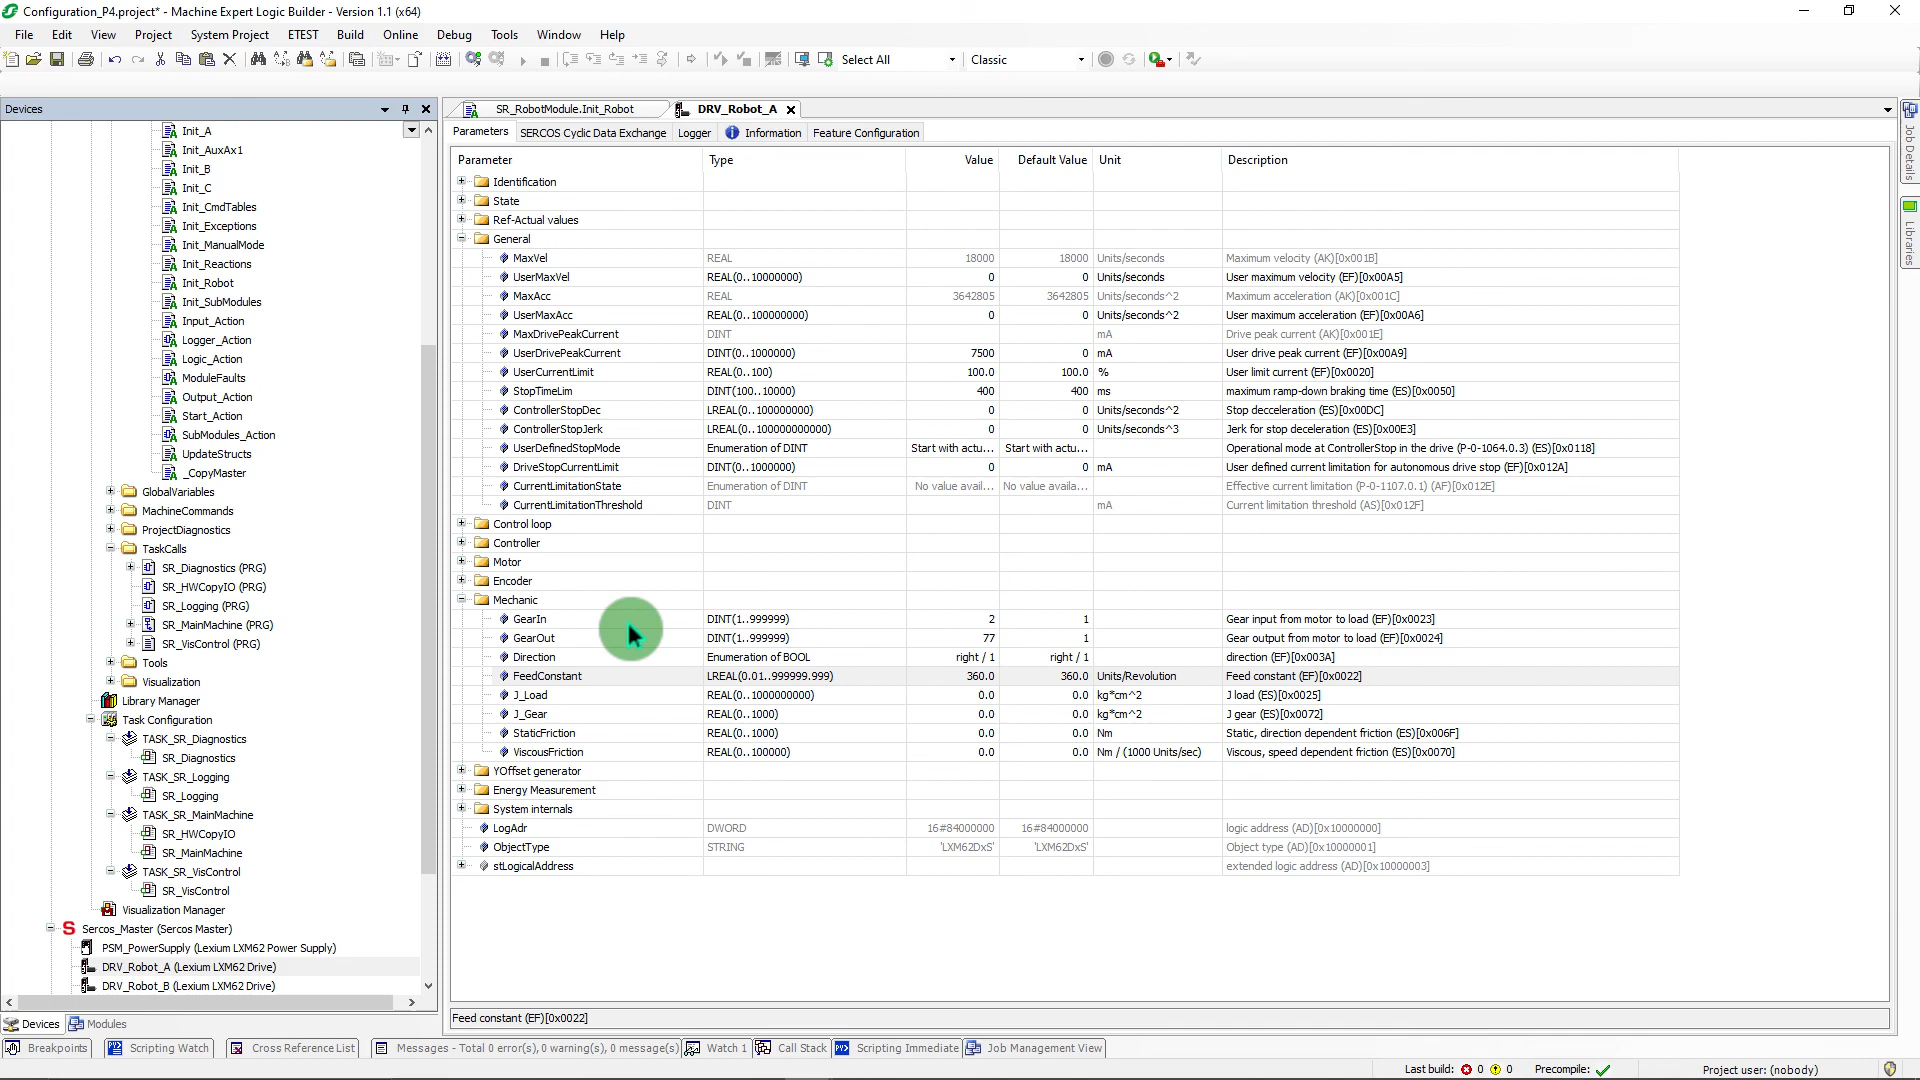 Configuration_P4.project* - Machine Expert Logic Builder - Version 1.1 (x64)
File Edit View Project System Project ETEST Build Online Debug Tools Window Help
Select All Classic
Devices
Init_A
Init_AuxAx1
Init_B
Init_C
Init_CmdTables
Init_Exceptions
Init_ManualMode
Init_Reactions
Init_Robot
Init_SubModules
Input_Action
Logger_Action
Logic_Action
ModuleFaults
Output_Action
Start_Action
SubModules_Action
UpdateStructs
_CopyMaster
GlobalVariables
MachineCommands
ProjectDiagnostics
TaskCalls
SR_Diagnostics (PRG)
SR_HWCopyIO (PRG)
SR_Logging (PRG)
SR_MainMachine (PRG)
SR_VisControl (PRG)
Tools
Visualization
Library Manager
Task Configuration
TASK_SR_Diagnostics
SR_Diagnostics
TASK_SR_Logging
SR_Logging
TASK_SR_MainMachine
SR_HWCopyIO
SR_MainMachine
TASK_SR_VisControl
SR_VisControl
Visualization Manager
Sercos_Master (Sercos Master)
PSM_PowerSupply (Lexium LXM62 Power Supply)
DRV_Robot_A (Lexium LXM62 Drive)
DRV_Robot_B (Lexium LXM62 Drive)
Devices Modules
SR_RobotModule.Init_Robot DRV_Robot_A
Parameters SERCOS Cyclic Data Exchange Logger Information Feature Configuration
Parameter Type Value Default Value Unit Description
Identification
State
Ref-Actual values
General
MaxVel REAL 18000 18000 Units/seconds Maximum velocity (AK)[0x001B]
UserMaxVel REAL(0..10000000) 0 0 Units/seconds User maximum velocity (EF)[0x00A5]
MaxAcc REAL 3642805 3642805 Units/seconds^2 Maximum acceleration (AK)[0x001C]
UserMaxAcc REAL(0..100000000) 0 0 Units/seconds^2 User maximum acceleration (EF)[0x00A6]
MaxDrivePeakCurrent DINT mA Drive peak current (AK)[0x001E]
UserDrivePeakCurrent DINT(0..1000000) 7500 0 mA User drive peak current (EF)[0x00A9]
UserCurrentLimit REAL(0..100) 100.0 100.0 % User limit current (EF)[0x0020]
StopTimeLim DINT(100..10000) 400 400 ms maximum ramp-down braking time (ES)[0x0050]
ControllerStopDec LREAL(0..100000000) 0 0 Units/seconds^2 Stop decceleration (ES)[0x00DC]
ControllerStopJerk LREAL(0..100000000000) 0 0 Units/seconds^3 Jerk for stop deceleration (ES)[0x00E3]
UserDefinedStopMode Enumeration of DINT Start with actu... Start with actu... Operational mode at ControllerStop in the drive (P-0-1064.0.3) (ES)[0x0118]
DriveStopCurrentLimit DINT(0..1000000) 0 0 mA User defined current limitation for autonomous drive stop (EF)[0x012A]
CurrentLimitationState Enumeration of DINT No value avail... No value availa... Effective current limitation (P-0-1107.0.1) (AF)[0x012E]
CurrentLimitationThreshold DINT mA Current limitation threshold (AS)[0x012F]
Control loop
Controller
Motor
Encoder
Mechanic
GearIn DINT(1..999999) 2 1 Gear input from motor to load (EF)[0x0023]
GearOut DINT(1..999999) 77 1 Gear output from motor to load (EF)[0x0024]
Direction Enumeration of BOOL right / 1 right / 1 direction (EF)[0x003A]
FeedConstant LREAL(0.01..999999.999) 360.0 360.0 Units/Revolution Feed constant (EF)[0x0022]
J_Load REAL(0..1000000000) 0.0 0.0 kg*cm^2 J load (ES)[0x0025]
J_Gear REAL(0..1000) 0.0 0.0 kg*cm^2 J gear (ES)[0x0072]
StaticFriction REAL(0..1000) 0.0 0.0 Nm Static, direction dependent friction (ES)[0x006F]
ViscousFriction REAL(0..100000) 0.0 0.0 Nm / (1000 Units/sec) Viscous, speed dependent friction (ES)[0x0070]
YOffset generator
Energy Measurement
System internals
LogAdr DWORD 16#84000000 16#84000000 logic address (AD)[0x10000000]
ObjectType STRING 'LXM62DxS' 'LXM62DxS' Object type (AD)[0x10000001]
stLogicalAddress extended logic address (AD)[0x10000003]
Feed constant (EF)[0x0022]
Job Details
Libraries
Breakpoints Scripting Watch Cross Reference List Messages - Total 0 error(s), 0 warning(s), 0 message(s) Watch 1 Call Stack Scripting Immediate Job Management View
Last build: 0 0 Precompile: Project user: (nobody)